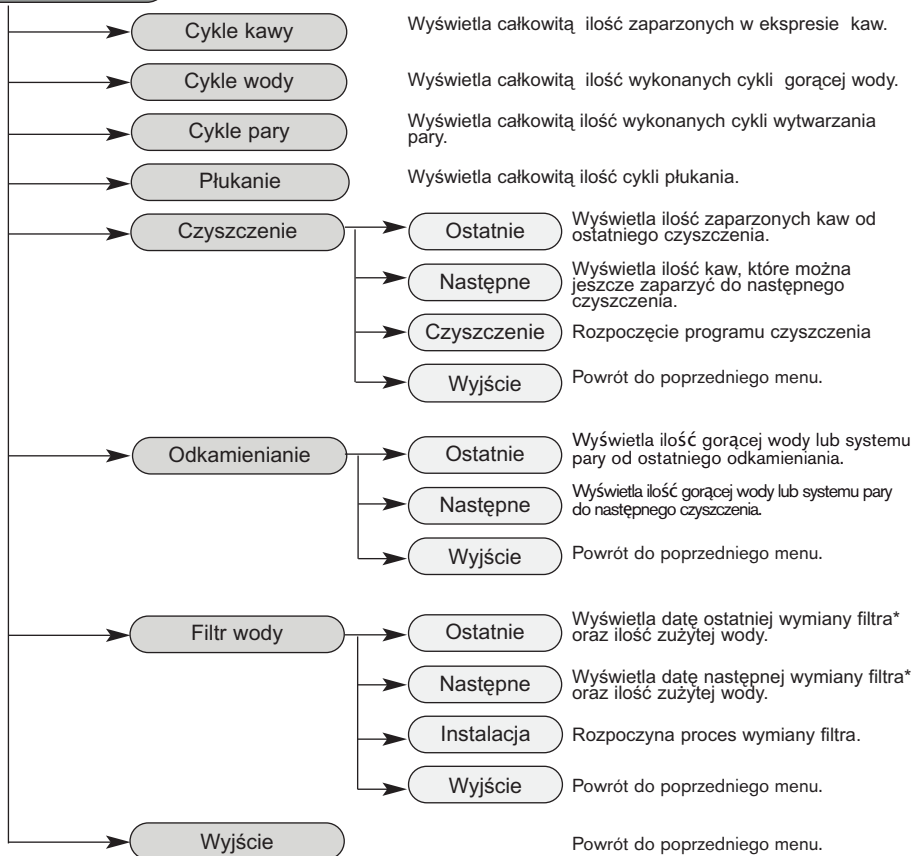 Cykle kawy
Wyświetla całkowitą ilość zaparzonych w ekspresie kaw.
Cykle wody
Wyświetla całkowitą ilość wykonanych cykli gorącej wody.
Cykle pary
Wyświetla całkowitą ilość wykonanych cykli wytwarzania
pary.
Płukanie
Wyświetla całkowitą ilość cykli płukania.
Czyszczenie
Ostatnie
Wyświetla ilość zaparzonych kaw od
ostatniego czyszczenia.
Następne
Wyświetla ilość kaw, które można
jeszcze zaparzyć do następnego
czyszczenia.
Czyszczenie
Rozpoczęcie programu czyszczenia
Wyjście
Powrót do poprzedniego menu.
Odkamienianie
Ostatnie
Wyświetla ilość gorącej wody lub systemu
pary od ostatniego odkamieniania.
Następne
Wyświetla ilość gorącej wody lub systemu pary
do następnego czyszczenia.
Wyjście
Powrót do poprzedniego menu.
Filtr wody
Ostatnie
Wyświetla datę ostatniej wymiany filtra*
oraz ilość zużytej wody.
Następne
Wyświetla datę następnej wymiany filtra*
oraz ilość zużytej wody.
Instalacja
Rozpoczyna proces wymiany filtra.
Wyjście
Powrót do poprzedniego menu.
Wyjście
Powrót do poprzedniego menu.